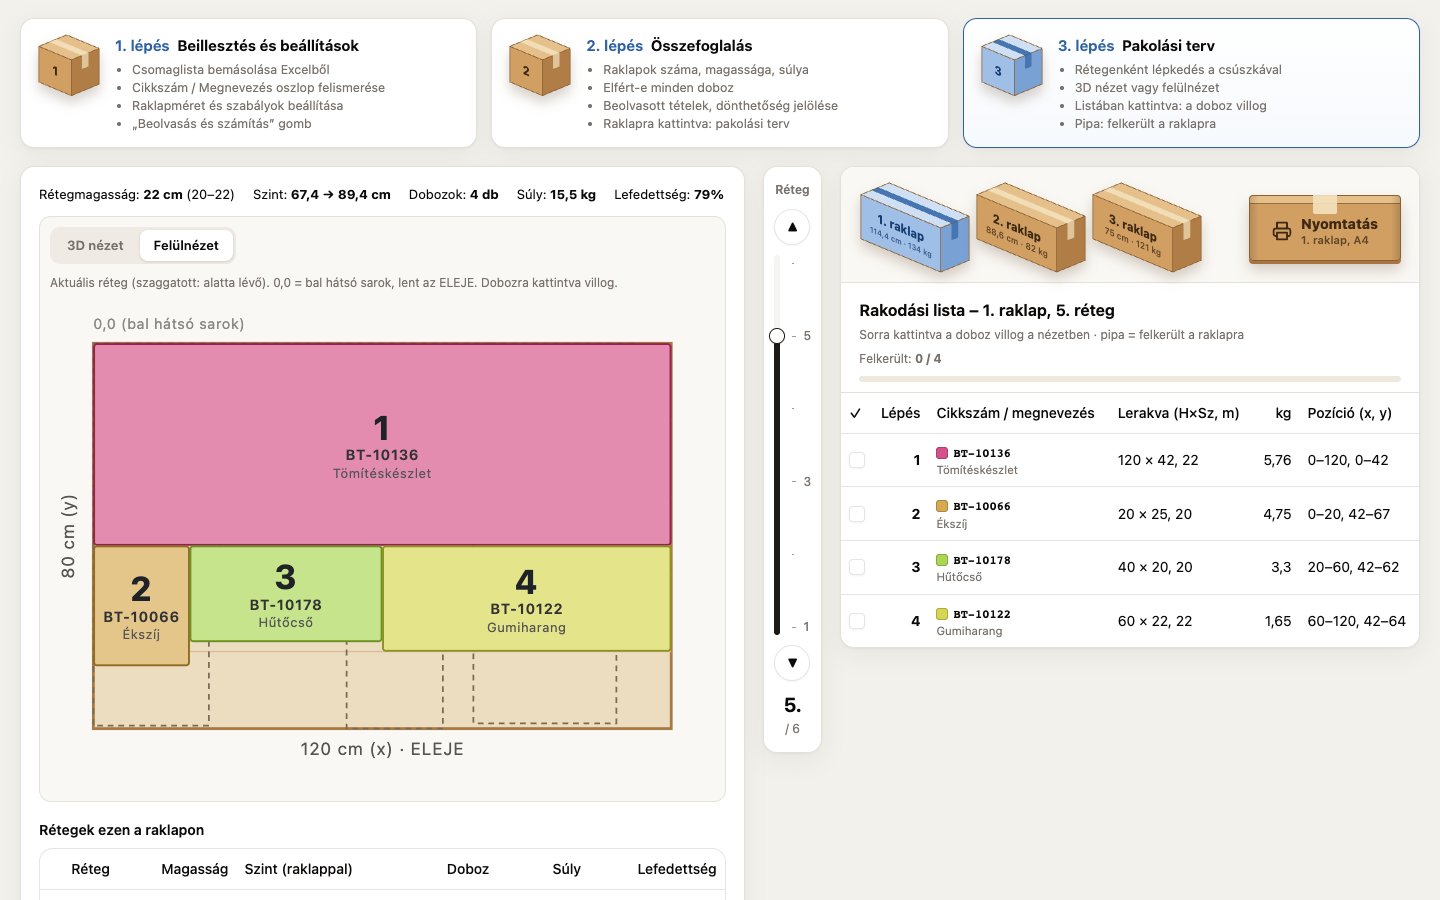 1
1. lépés Beillesztés és beállítások
• Csomaglista bemásolása Excelből
• Cikkszám / Megnevezés oszlop felismerése
• Raklapméret és szabályok beállítása
• „Beolvasás és számítás” gomb
2
2. lépés Összefoglalás
• Raklapok száma, magassága, súlya
• Elfért-e minden doboz
• Beolvasott tételek, dönthetőség jelölése
• Raklapra kattintva: pakolási terv
3
3. lépés Pakolási terv
• Rétegenként lépkedés a csúszkával
• 3D nézet vagy felülnézet
• Listában kattintva: a doboz villog
• Pipa: felkerült a raklapra
Rétegmagasság: 22 cm (20–22) Szint: 67,4 → 89,4 cm Dobozok: 4 db Súly: 15,5 kg Lefedettség: 79%
3D nézet Felülnézet
Aktuális réteg (szaggatott: alatta lévő). 0,0 = bal hátsó sarok, lent az ELEJE. Dobozra kattintva villog.
0,0 (bal hátsó sarok)
1
BT-10136
Tömítéskészlet
2
BT-10066
Ékszíj
3
BT-10178
Hűtőcső
4
BT-10122
Gumiharang
80 cm (y)
120 cm (x) · ELEJE
Rétegek ezen a raklapon
Réteg Magasság Szint (raklappal) Doboz Súly Lefedettség
Réteg
▲
- 5
- 3
- 1
▼
5.
/ 6
1. raklap
114,4 cm · 134 kg
2. raklap
88,6 cm · 82 kg
3. raklap
75 cm · 121 kg
Nyomtatás
1. raklap, A4
Rakodási lista – 1. raklap, 5. réteg
Sorra kattintva a doboz villog a nézetben · pipa = felkerült a raklapra
Felkerült: 0 / 4
✓ Lépés Cikkszám / megnevezés Lerakva (H×Sz, m) kg Pozíció (x, y)
1 BT-10136 120 × 42, 22 5,76 0–120, 0–42
Tömítéskészlet
2 BT-10066 20 × 25, 20 4,75 0–20, 42–67
Ékszíj
3 BT-10178 40 × 20, 20 3,3 20–60, 42–62
Hűtőcső
4 BT-10122 60 × 22, 22 1,65 60–120, 42–64
Gumiharang